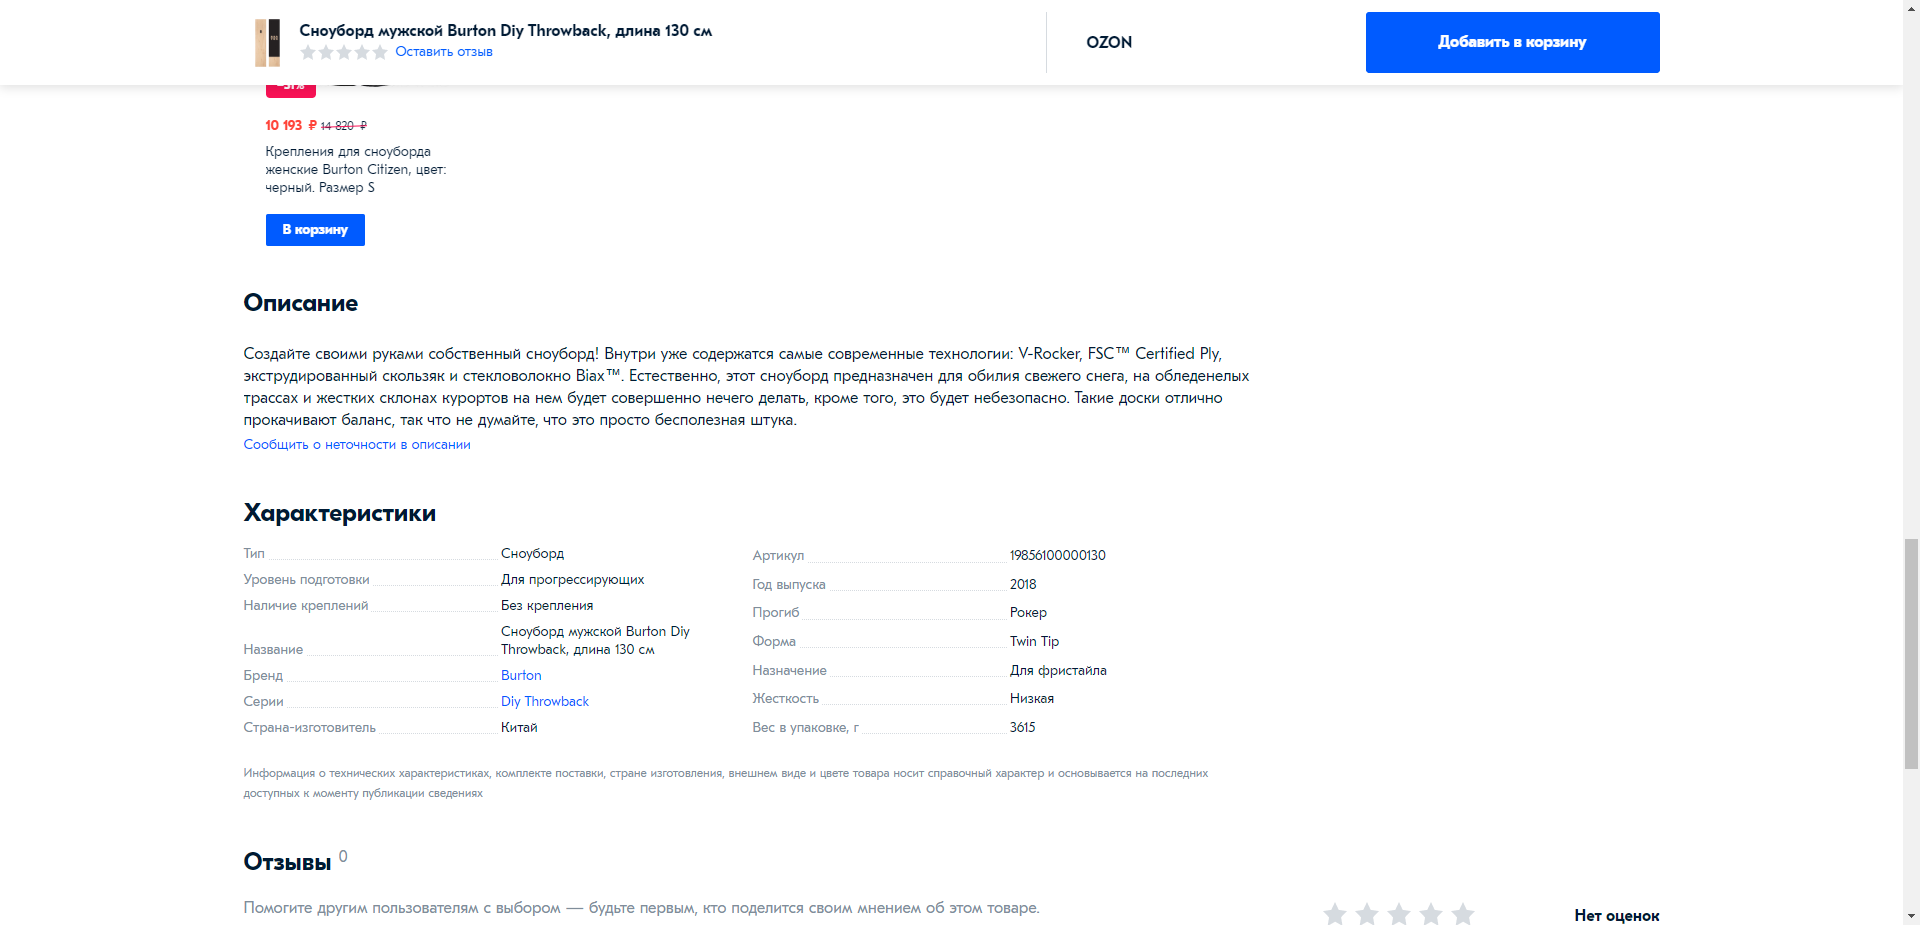 Сноуборд мужской Burton Diy Throwback, длина 130 см
Оставить отзыв
OZON
Добавить в корзину
-31%
10 193 ₽ 14 820 ₽
Крепления для сноуборда
женские Burton Citizen, цвет:
черный. Размер S
В корзину
Описание
Создайте своими руками собственный сноуборд! Внутри уже содержатся самые современные технологии: V-Rocker, FSC™ Certified Ply,
экструдированный скользяк и стекловолокно Biax™. Естественно, этот сноуборд предназначен для обилия свежего снега, на обледенелых
трассах и жестких склонах курортов на нем будет совершенно нечего делать, кроме того, это будет небезопасно. Такие доски отлично
прокачивают баланс, так что не думайте, что это просто бесполезная штука.
Сообщить о неточности в описании
Характеристики
Тип Сноуборд
Уровень подготовки Для прогрессирующих
Наличие креплений Без крепления
Название Сноуборд мужской Burton Diy
Throwback, длина 130 см
Бренд Burton
Серии Diy Throwback
Страна-изготовитель Китай
Артикул 19856100000130
Год выпуска 2018
Прогиб Рокер
Форма Twin Tip
Назначение Для фристайла
Жесткость Низкая
Вес в упаковке, г 3615
Информация о технических характеристиках, комплекте поставки, стране изготовления, внешнем виде и цвете товара носит справочный характер и основывается на последних
доступных к моменту публикации сведениях
Отзывы 0
Помогите другим пользователям с выбором — будьте первым, кто поделится своим мнением об этом товаре.
Нет оценок